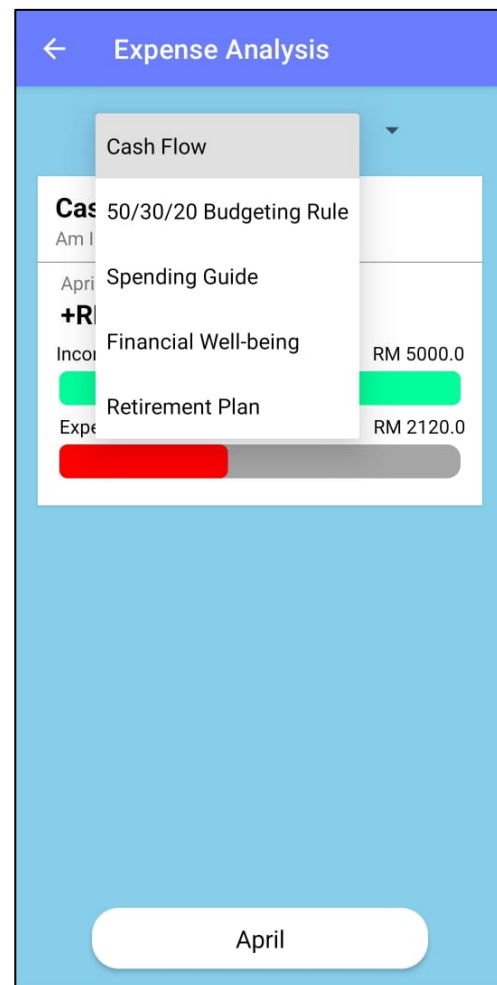 Expense Analysis
Cash Flow
50/30/20 Budgeting Rule
Spending Guide
Financial Well-being
Retirement Plan
Cas
Am I
Apri
+R
Incor
RM 5000.0
Expe
RM 2120.0
April